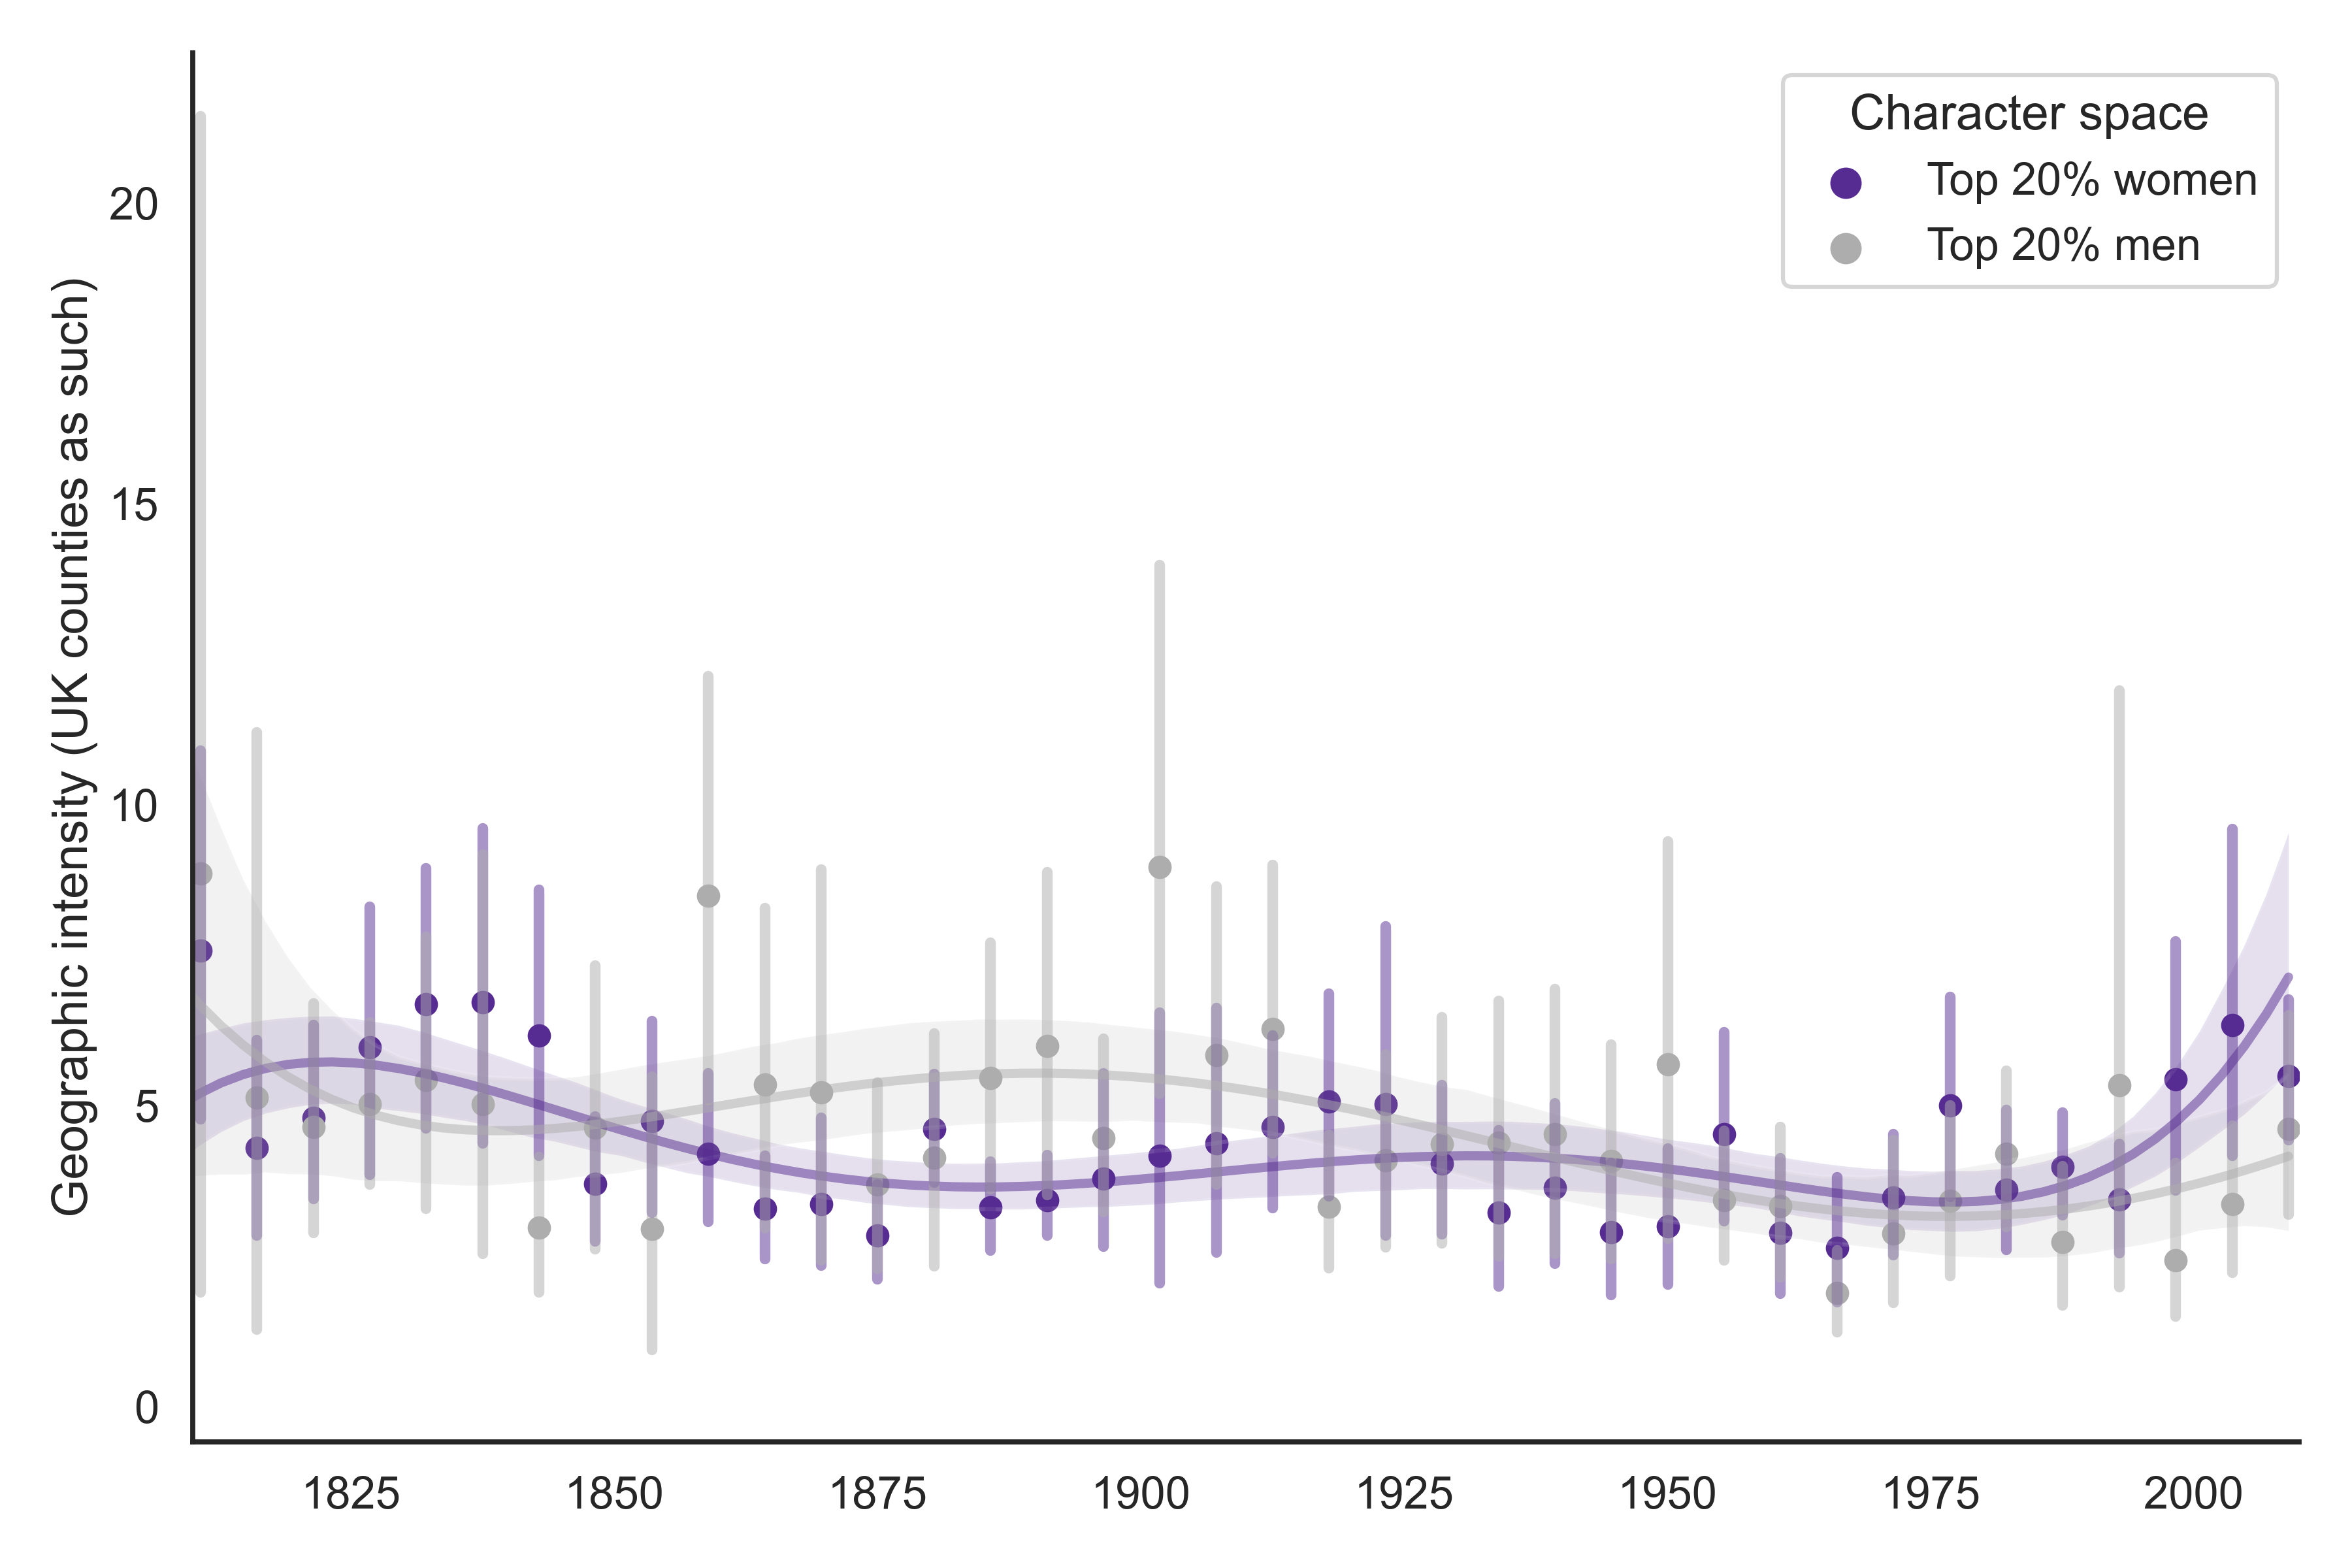 Character space
Top 20% women
Top 20% men
Geographic intensity (UK counties as such)
20
15
10
5
0
1825 1850 1875 1900 1925 1950 1975 2000